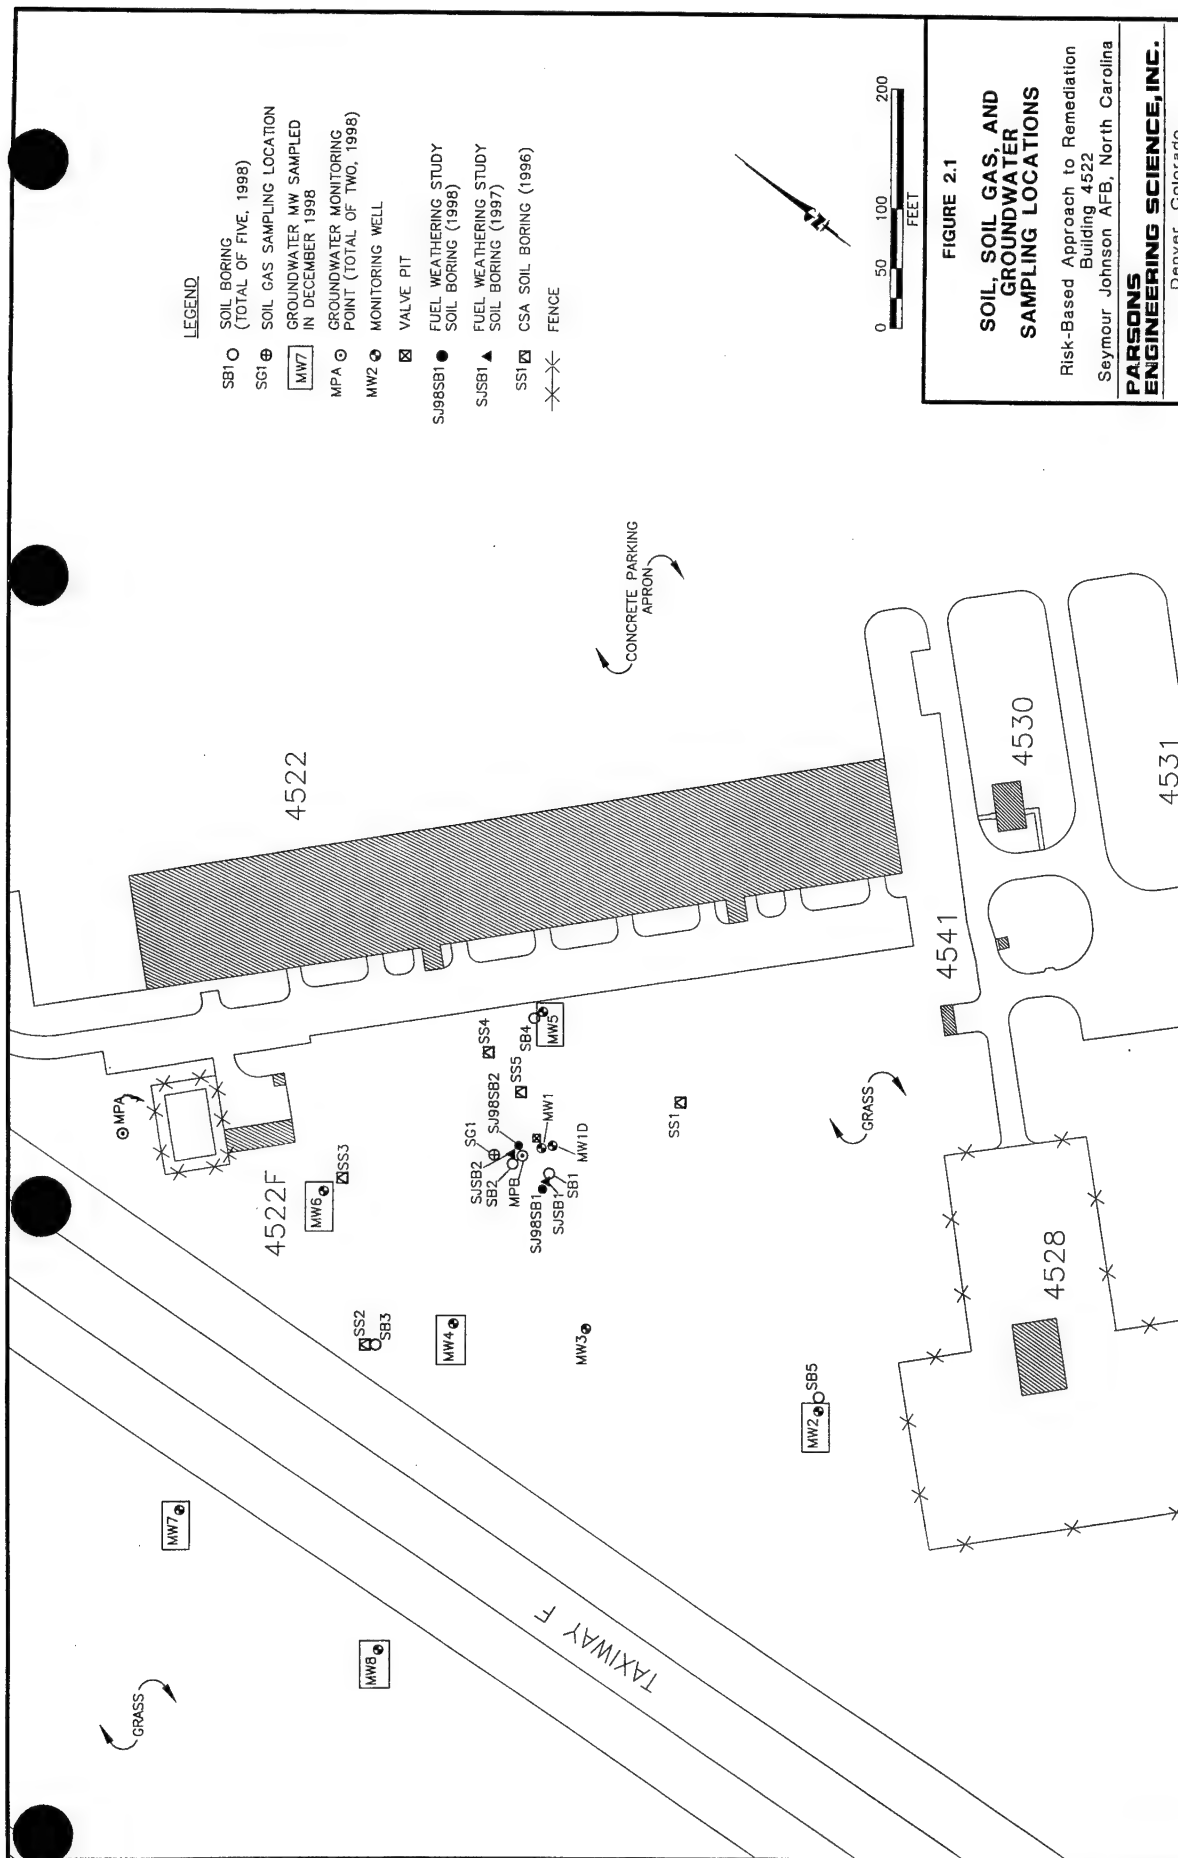 LEGEND
SB1 SOIL BORING
(TOTAL OF FIVE, 1998)
SG1 SOIL GAS SAMPLING LOCATION
MW7 GROUNDWATER MW SAMPLED
IN DECEMBER 1998
MPA GROUNDWATER MONITORING
POINT (TOTAL OF TWO, 1998)
MW2 MONITORING WELL
VALVE PIT
SJ98SB1 FUEL WEATHERING STUDY
SOIL BORING (1998)
SJSB1 FUEL WEATHERING STUDY
SOIL BORING (1997)
SS1 CSA SOIL BORING (1996)
FENCE
GRASS
MW7
MW8
TAXIWAY F
MPA
4522F
MW6
SS3
SS2
SB3
MW4
MW3
MW2
SB5
SG1
SJSB2
SB2
MPB
SJ98SB2
SJ98SB1
SJSB1
SB1
MW1
MW1D
SS4
SS5
SB4
MW5
SS1
GRASS
4522
CONCRETE PARKING
APRON
4541
4530
4531
4528
N
0 50 100 200
FEET
FIGURE 2.1
SOIL, SOIL GAS, AND
GROUNDWATER
SAMPLING LOCATIONS
Risk-Based Approach to Remediation
Building 4522
Seymour Johnson AFB, North Carolina
PARSONS
ENGINEERING SCIENCE, INC.
Denver, Colorado